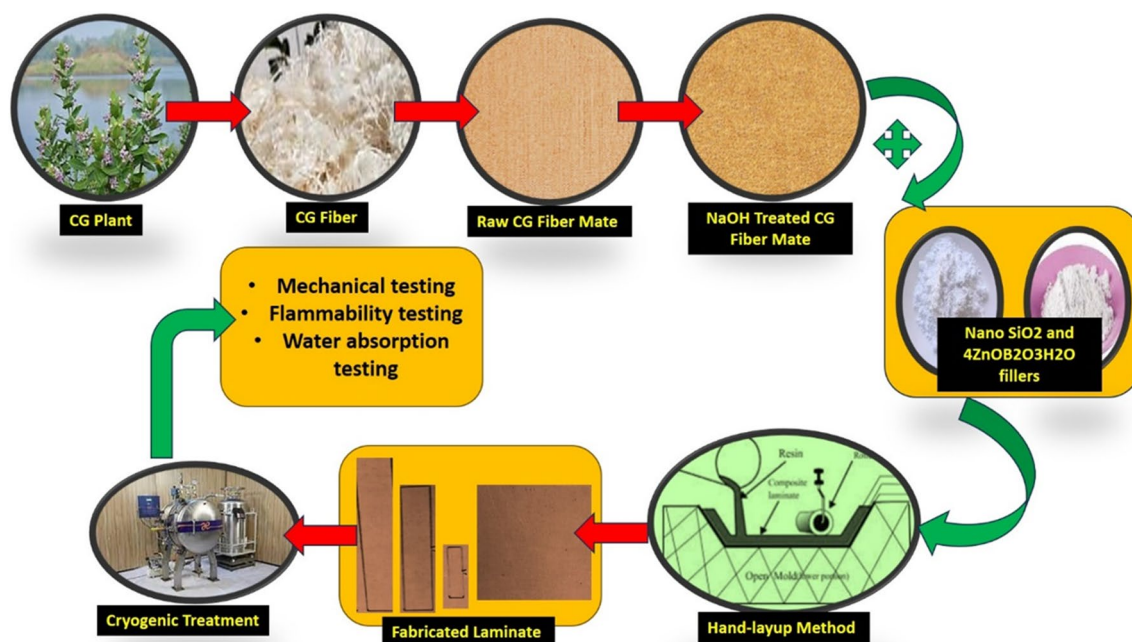 CG Plant
CG Fiber
Raw CG Fiber Mate
NaOH Treated CG
Fiber Mate
Nano SiO2 and
4ZnOB2O3H2O
fillers
Resin
Composite
laminate
Open Mold(lower portion)
Hand-layup Method
Fabricated Laminate
Cryogenic Treatment
• Mechanical testing
• Flammability testing
• Water absorption
testing